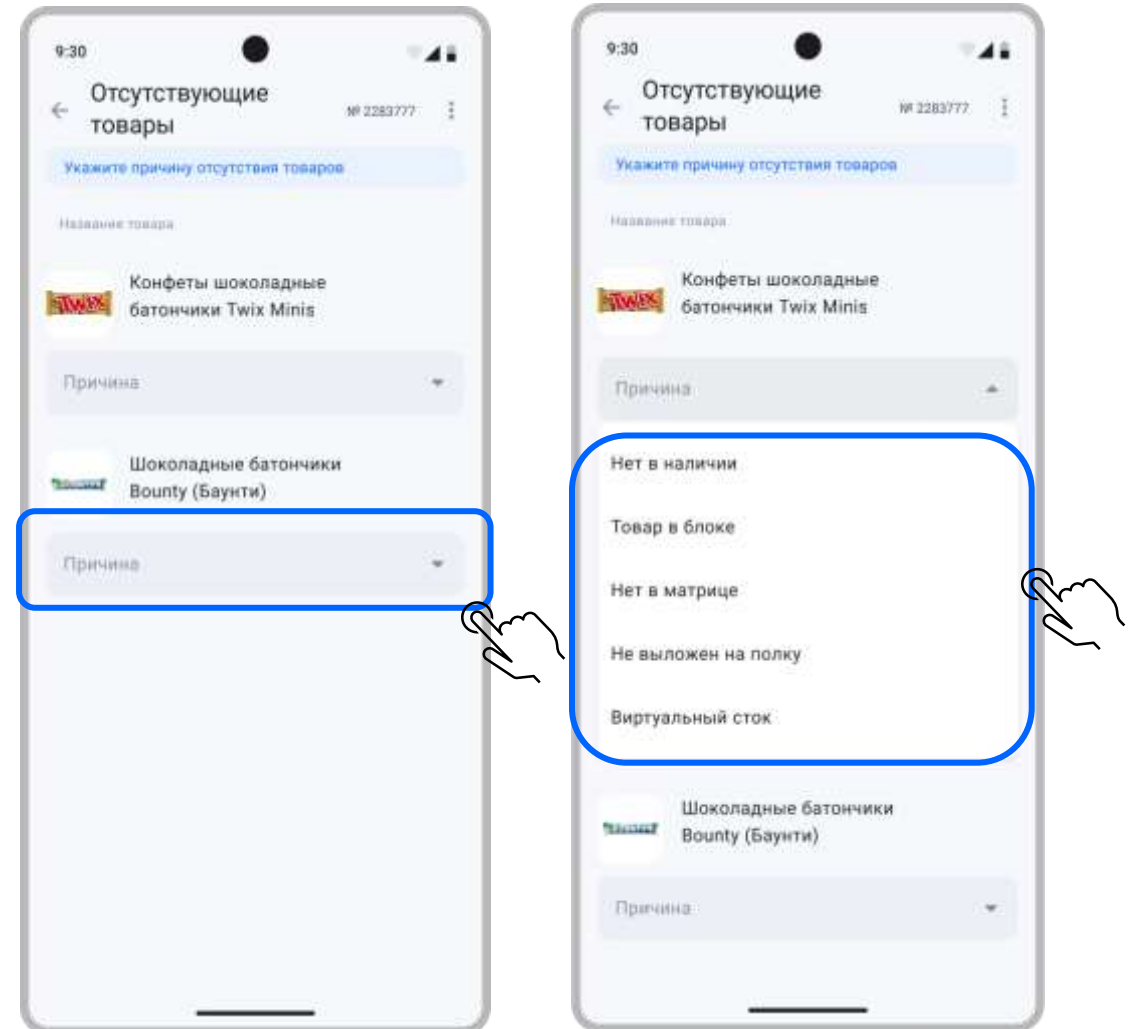 9:30
Отсутствующие
товары
№ 2283777
Укажите причину отсутствия товаров
Название товара
TWIX
Конфеты шоколадные
батончики Twix Minis
Причина
Шоколадные батончики
Bounty (Баунти)
Причина
9:30
Отсутствующие
товары
№ 2283777
Укажите причину отсутствия товаров
Название товара
TWIX
Конфеты шоколадные
батончики Twix Minis
Причина
Нет в наличии
Товар в блоке
Нет в матрице
Не выложен на полку
Виртуальный сток
Шоколадные батончики
Bounty (Баунти)
Причина